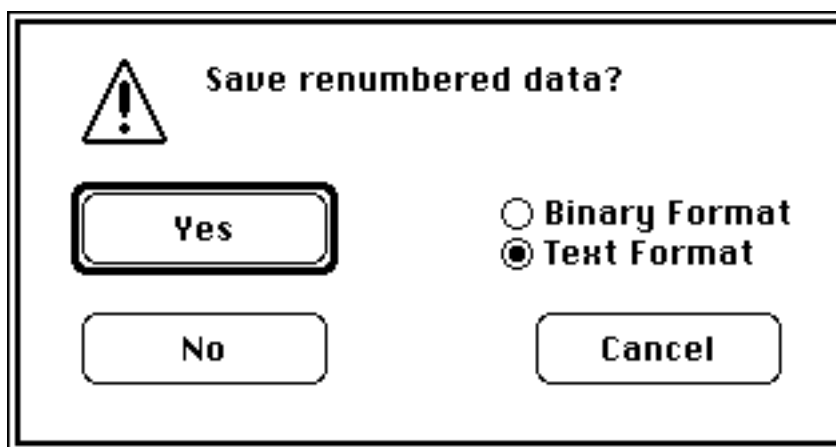 Save renumbered data?
Yes
Binary Format
Text Format
No
Cancel